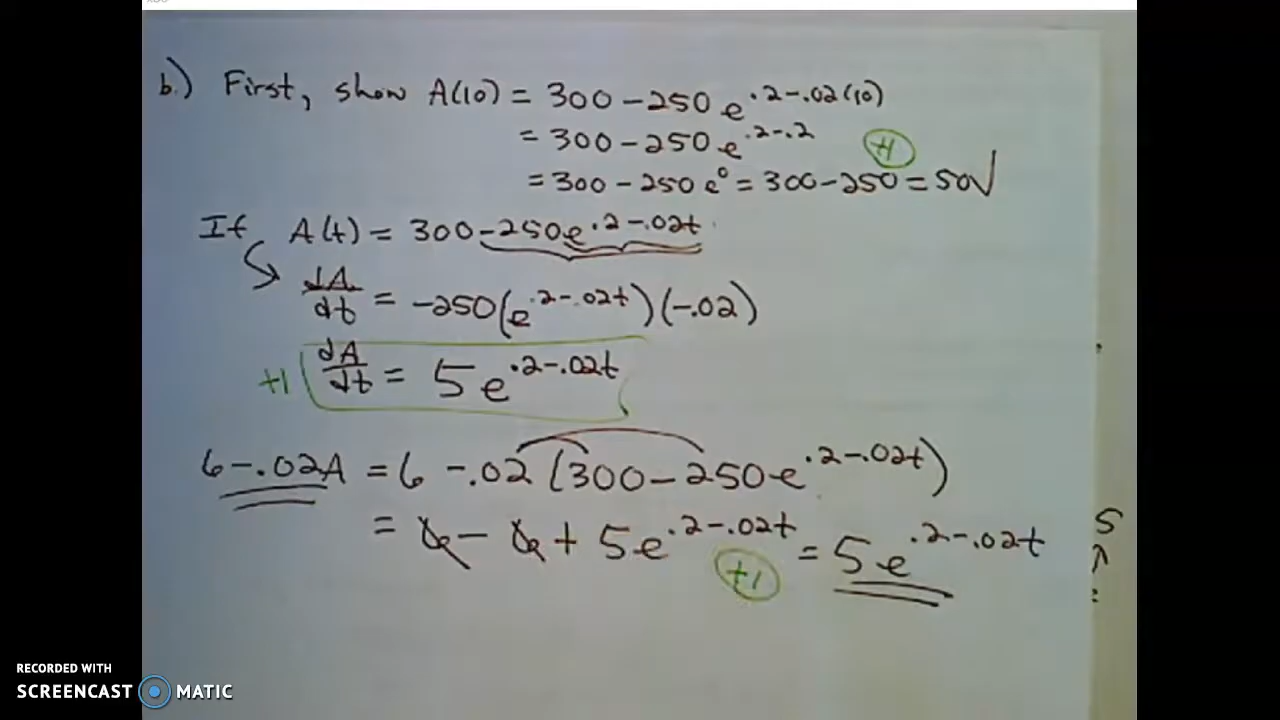 b.) First, show A(10) = 300 - 250 e^.2-.02(10)
= 300 - 250 e^.2-.2
= 300 - 250 e^0 = 300 - 250 = 50 √
+1
If A(t) = 300 - 250e^.2-.02t
dA/dt = -250(e^.2-.02t)(-.02)
+1 dA/dt = 5e^.2-.02t
6-.02A = 6 -.02(300 - 250e^.2-.02t)
= 6 - 6 + 5e^.2-.02t = 5e^.2-.02t
+1
5
↑
RECORDED WITH
SCREENCAST MATIC